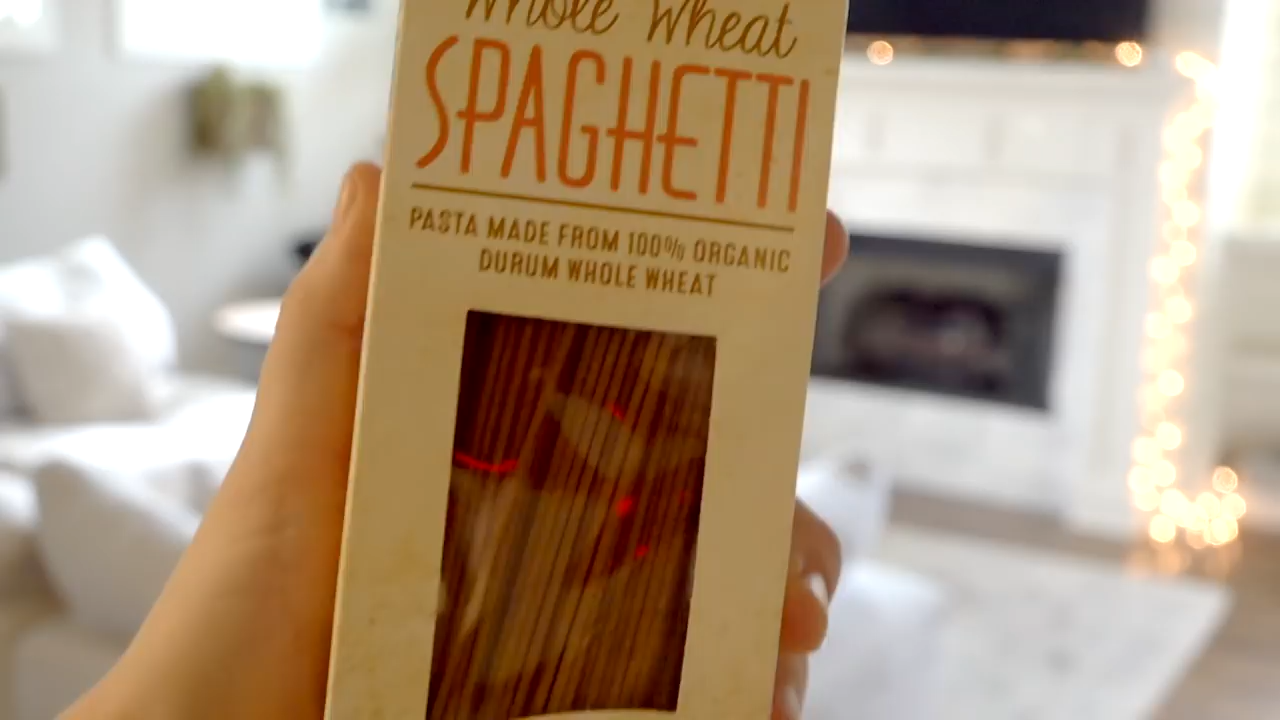 Whole Wheat
SPAGHETTI
PASTA MADE FROM 100% ORGANIC
DURUM WHOLE WHEAT